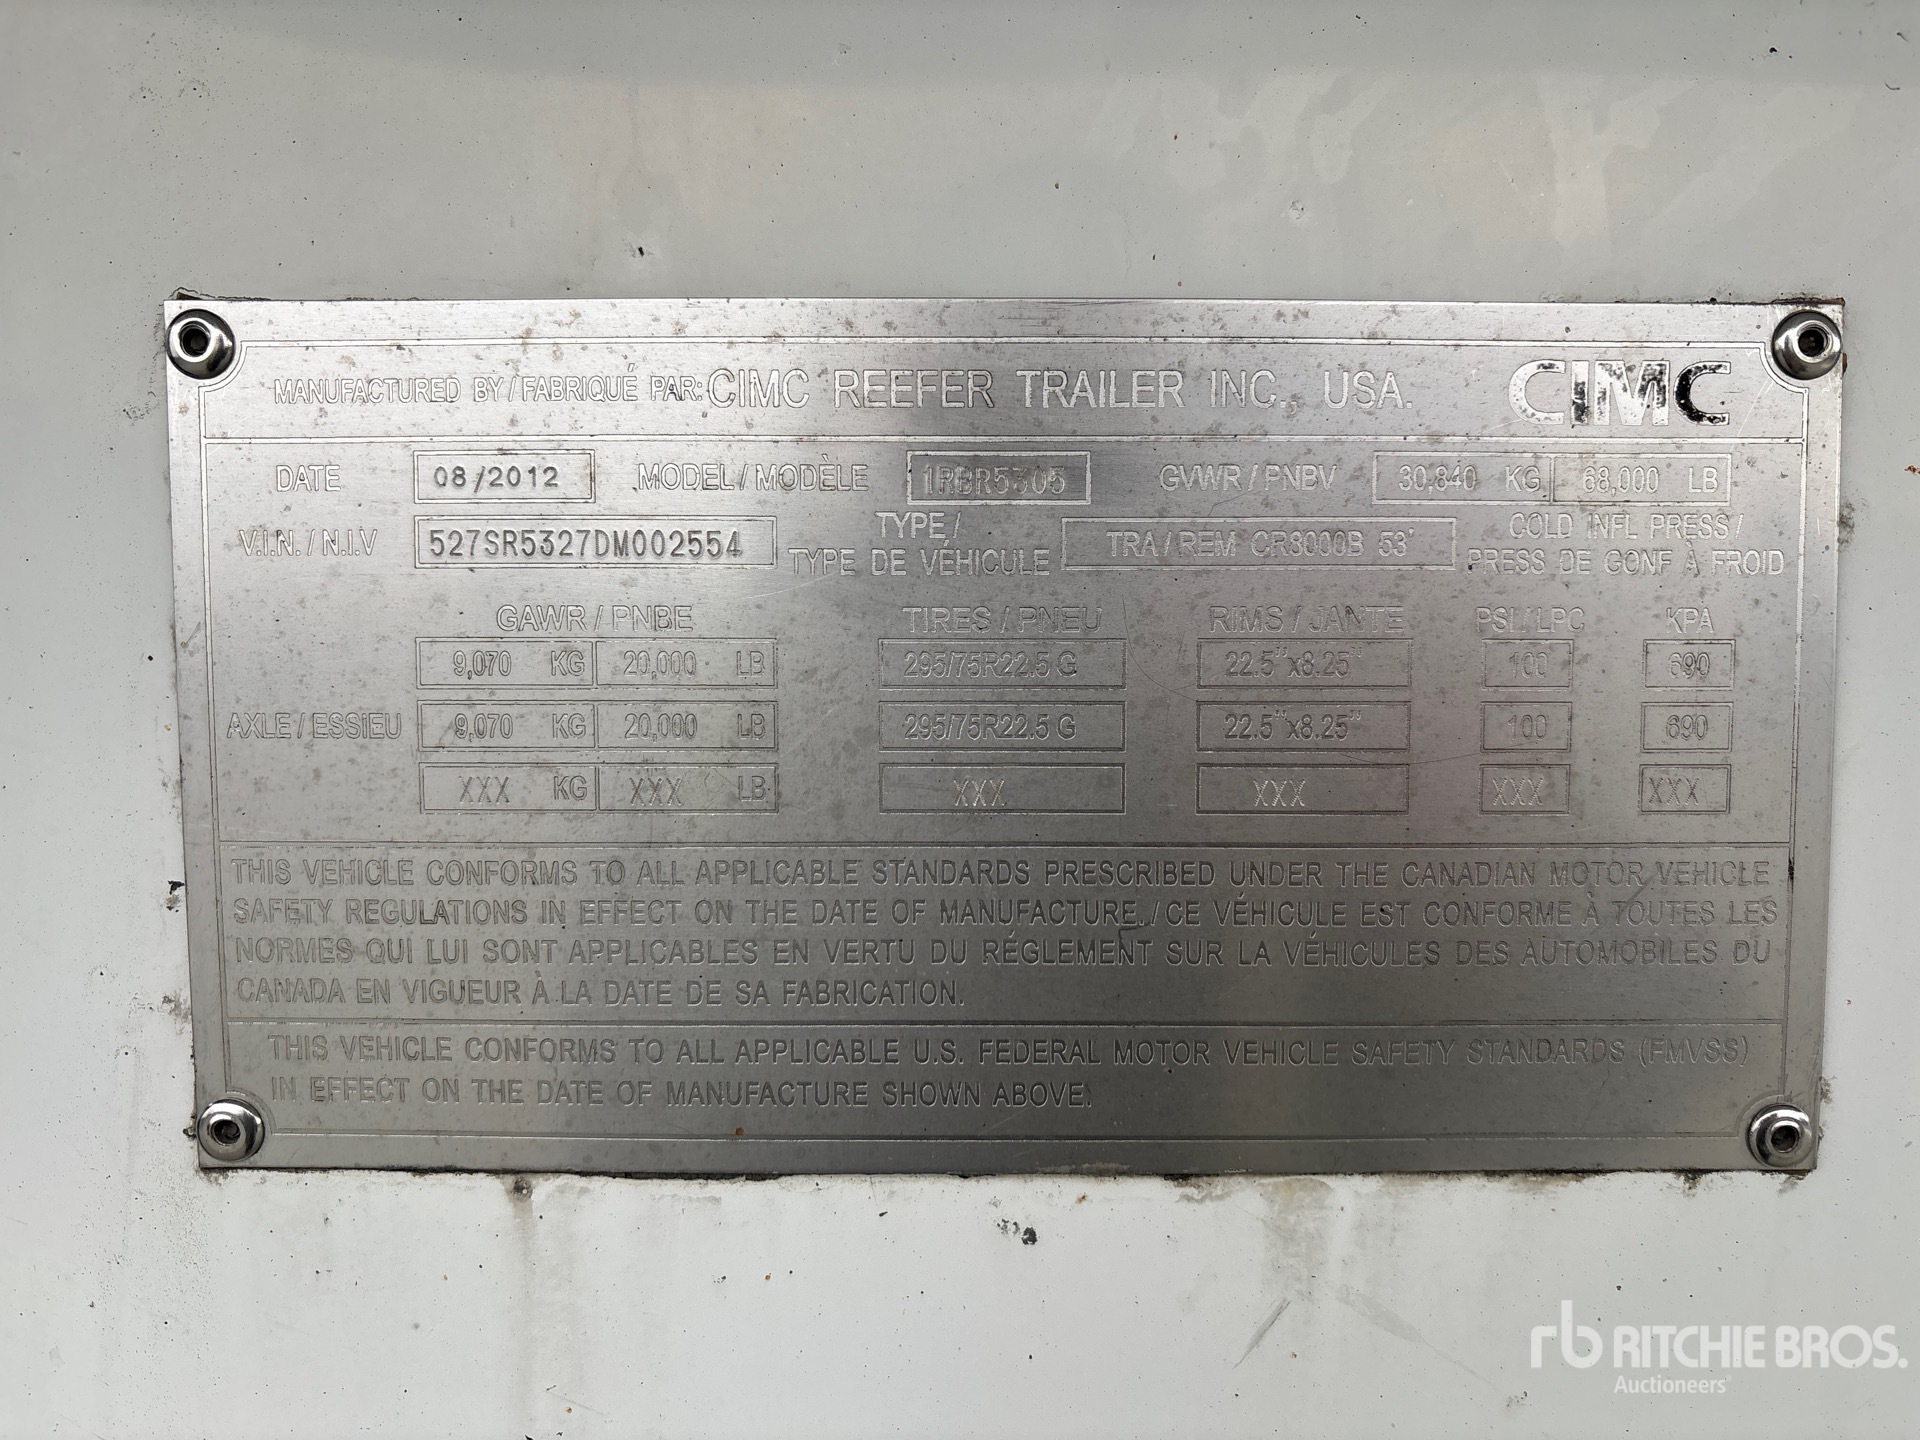 MANUFACTURED BY / FABRIQUÉ PAR: CIMC REEFER TRAILER INC., USA. CIMC
DATE 08/2012 MODEL / MODÈLE 1RBR5305 GVWR / PNBV 30,840 KG 68,000 LB
V.I.N. / N.I.V 527SR5327DM002554 TYPE / TYPE DE VÉHICULE TRA / REM CR8000B 53' COLD INFL PRESS / PRESS DE GONF À FROID
GAWR / PNBE TIRES / PNEU RIMS / JANTE PSI / LPC KPA
9,070 KG 20,000 LB 295/75R22.5 G 22.5"x8.25" 100 690
AXLE / ESSIEU 9,070 KG 20,000 LB 295/75R22.5 G 22.5"x8.25" 100 690
XXX KG XXX LB XXX XXX XXX XXX
THIS VEHICLE CONFORMS TO ALL APPLICABLE STANDARDS PRESCRIBED UNDER THE CANADIAN MOTOR VEHICLE
SAFETY REGULATIONS IN EFFECT ON THE DATE OF MANUFACTURE. / CE VÉHICULE EST CONFORME À TOUTES LES
NORMES QUI LUI SONT APPLICABLES EN VERTU DU RÉGLEMENT SUR LA VÉHICULES DES AUTOMOBILES DU
CANADA EN VIGUEUR À LA DATE DE SA FABRICATION.
THIS VEHICLE CONFORMS TO ALL APPLICABLE U.S. FEDERAL MOTOR VEHICLE SAFETY STANDARDS (FMVSS)
IN EFFECT ON THE DATE OF MANUFACTURE SHOWN ABOVE.
rb RITCHIE BROS.
Auctioneers